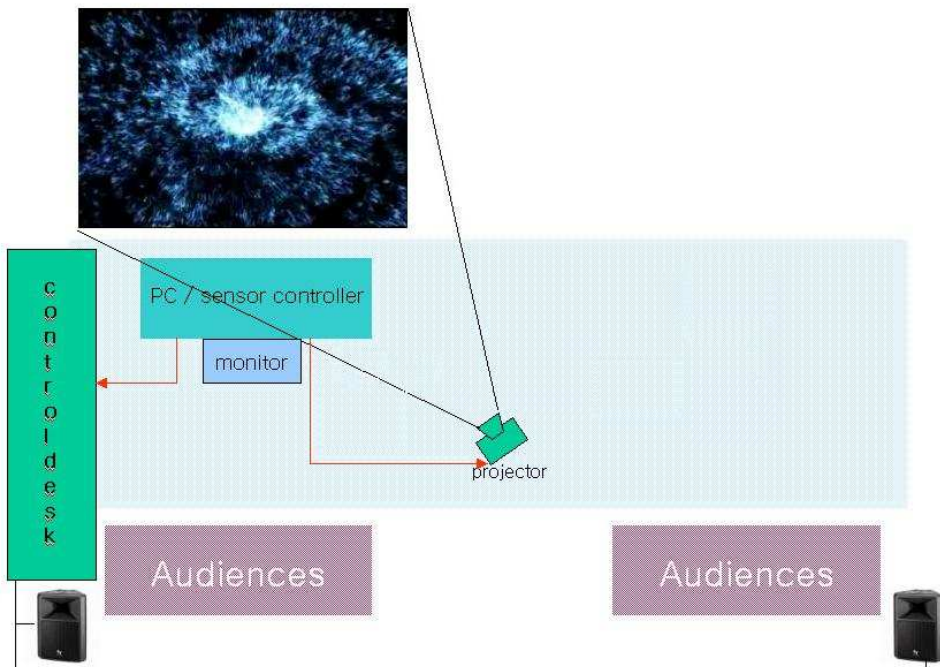 controldesk
PC / sensor controller
monitor
projector
Audiences
Audiences